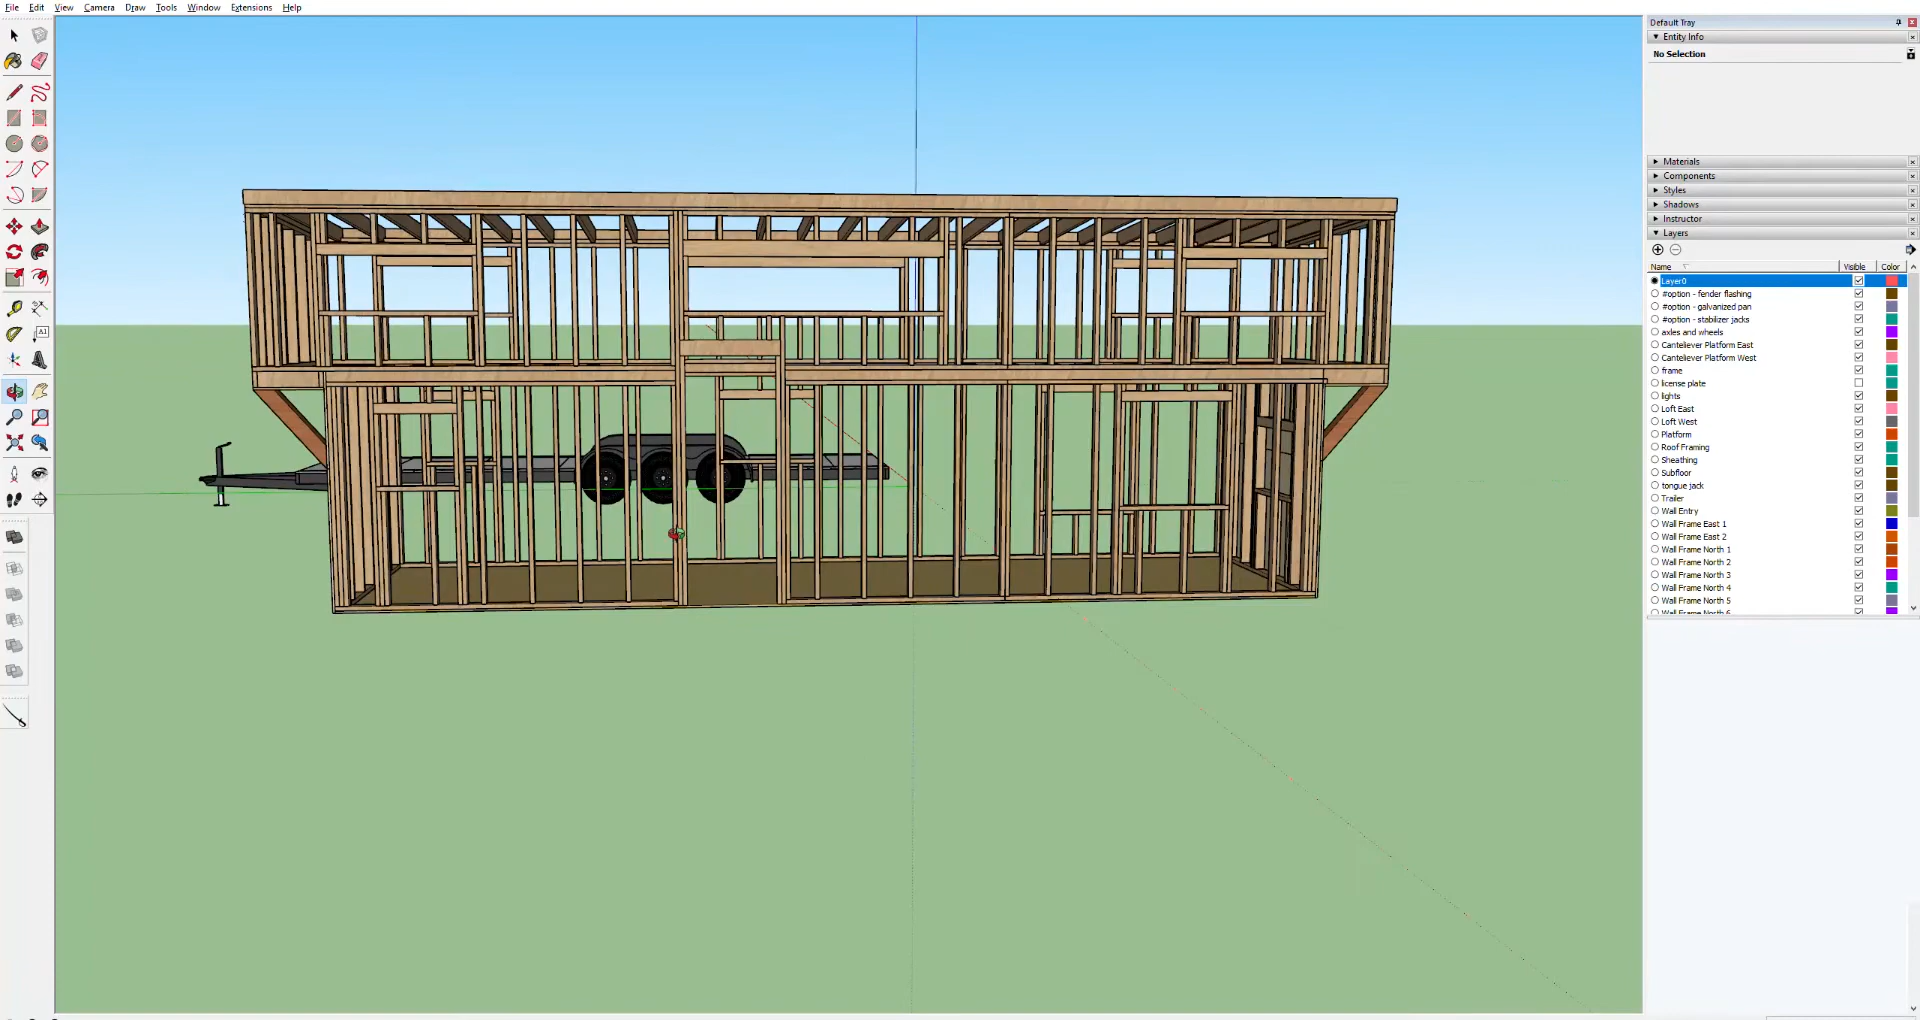 File Edit View Camera Draw Tools Window Extensions Help
Default Tray
Entity Info
No Selection
A1
Materials
Components
Styles
Shadows
Instructor
Layers
Name Visible Color
Layer0
#option - fender flashing
#option - galvanized pan
#option - stabilizer jacks
axles and wheels
Canteliever Platform East
Canteliever Platform West
frame
license plate
lights
Loft East
Loft West
Platform
Roof Framing
Sheathing
Subfloor
tongue jack
Trailer
Wall Entry
Wall Frame East 1
Wall Frame East 2
Wall Frame North 1
Wall Frame North 2
Wall Frame North 3
Wall Frame North 4
Wall Frame North 5
Wall Frame North 6